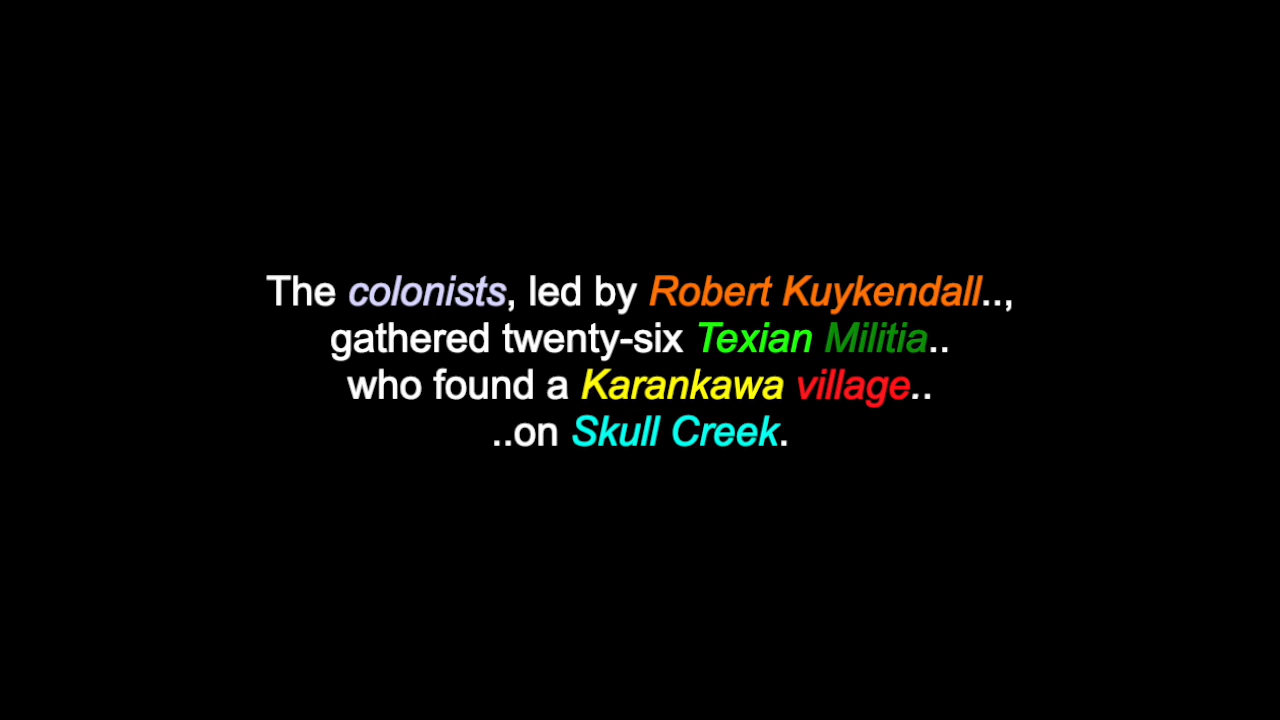 The colonists, led by Robert Kuykendall..,
gathered twenty-six Texian Militia..
who found a Karankawa village..
..on Skull Creek.